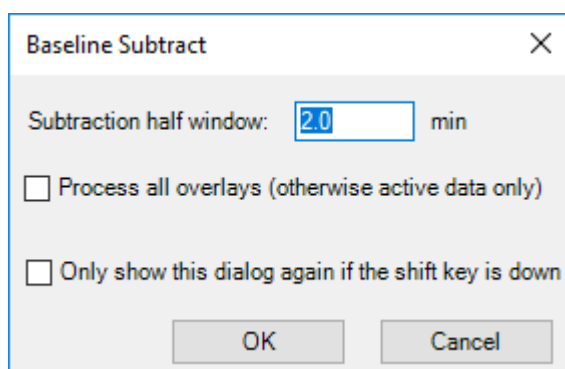 Baseline Subtract
Subtraction half window: 2.0 min
Process all overlays (otherwise active data only)
Only show this dialog again if the shift key is down
OK Cancel